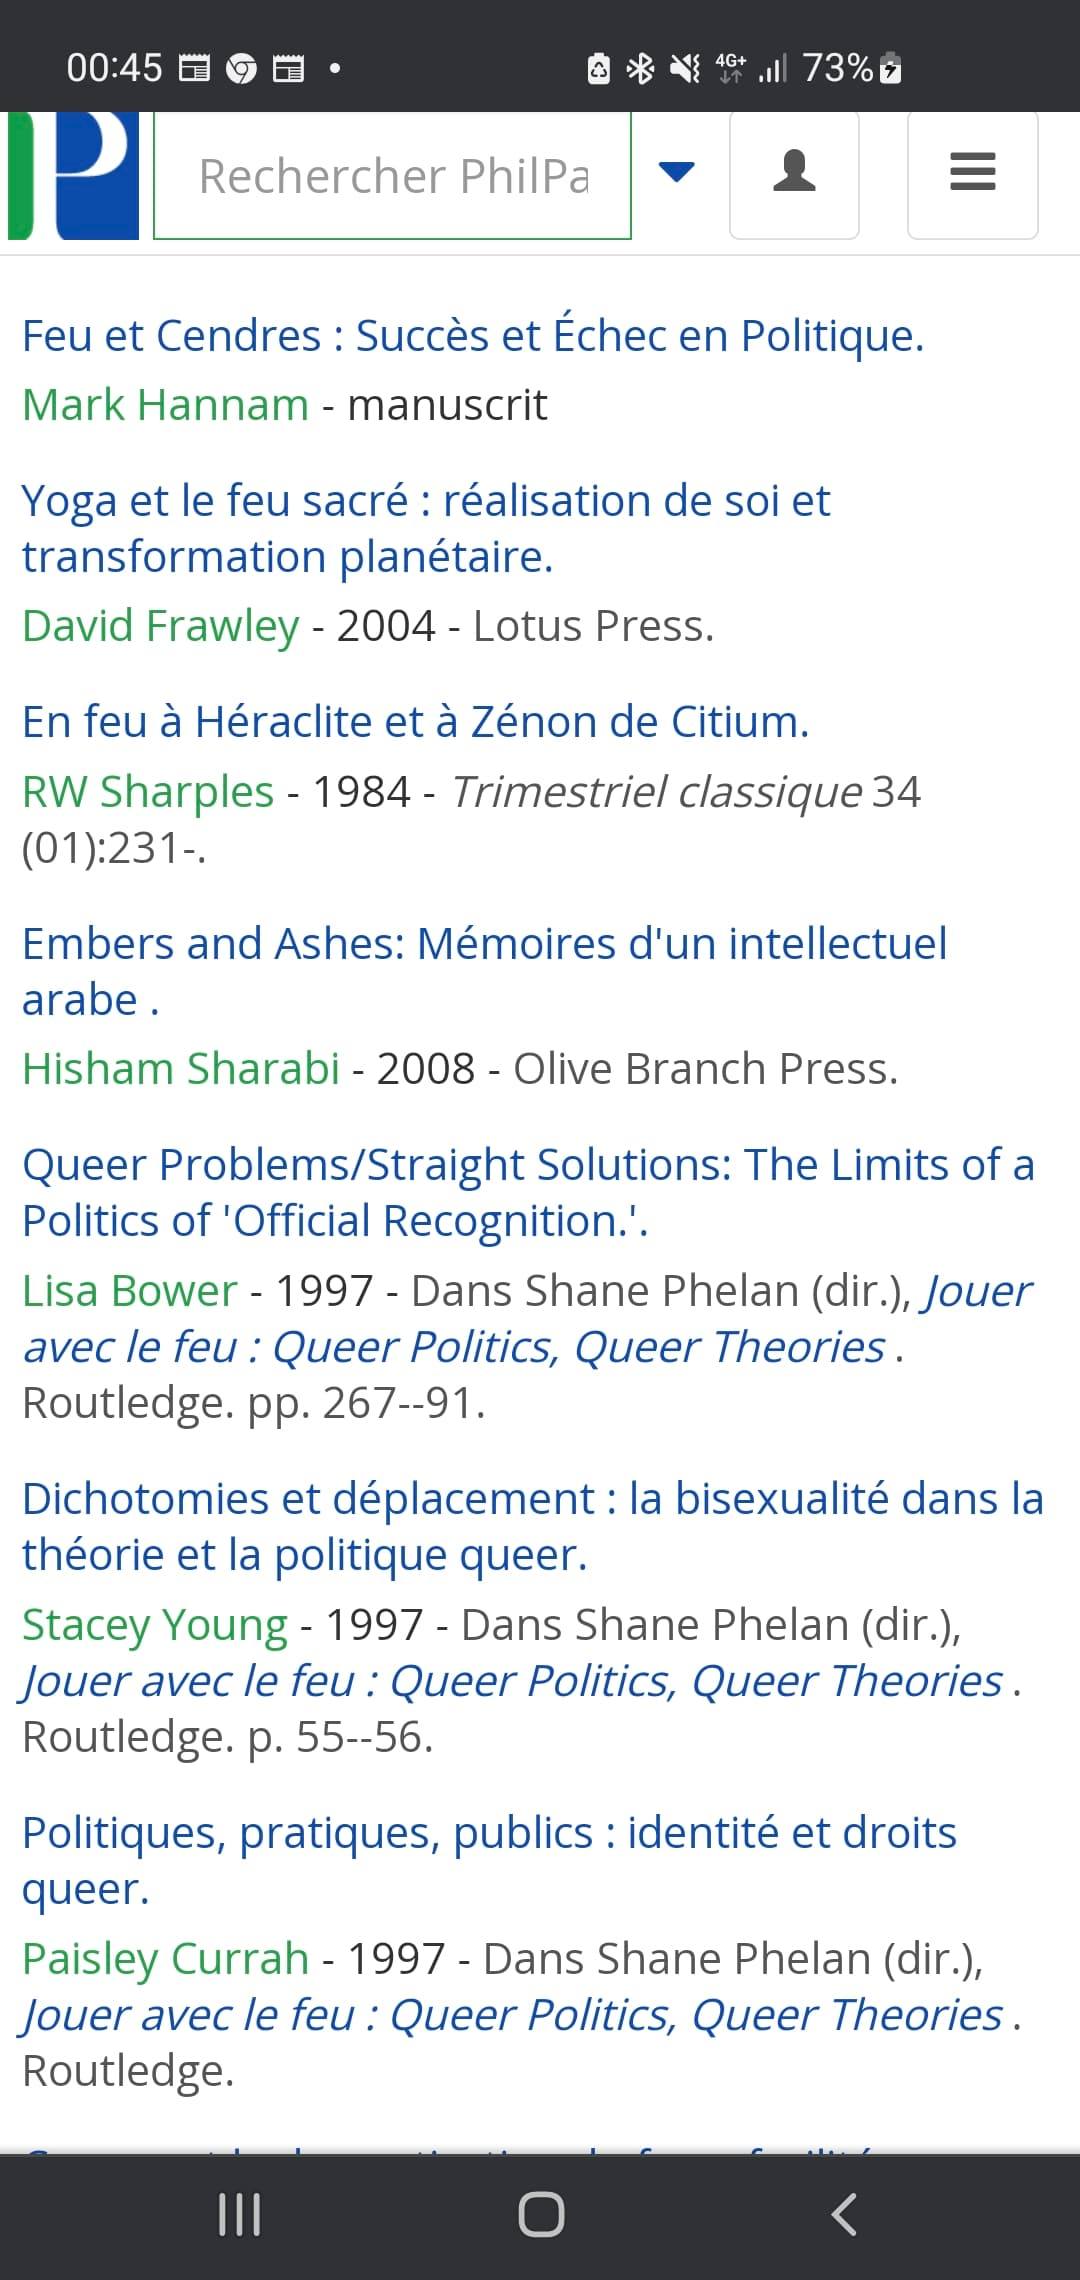 00:45
4G+
73%
P
Rechercher PhilPa
Feu et Cendres : Succès et Échec en Politique.
Mark Hannam - manuscrit
Yoga et le feu sacré : réalisation de soi et
transformation planétaire.
David Frawley - 2004 - Lotus Press.
En feu à Héraclite et à Zénon de Citium.
RW Sharples - 1984 - Trimestriel classique 34
(01):231-.
Embers and Ashes: Mémoires d'un intellectuel
arabe .
Hisham Sharabi - 2008 - Olive Branch Press.
Queer Problems/Straight Solutions: The Limits of a
Politics of 'Official Recognition.'.
Lisa Bower - 1997 - Dans Shane Phelan (dir.), Jouer
avec le feu : Queer Politics, Queer Theories .
Routledge. pp. 267--91.
Dichotomies et déplacement : la bisexualité dans la
théorie et la politique queer.
Stacey Young - 1997 - Dans Shane Phelan (dir.),
Jouer avec le feu : Queer Politics, Queer Theories .
Routledge. p. 55--56.
Politiques, pratiques, publics : identité et droits
queer.
Paisley Currah - 1997 - Dans Shane Phelan (dir.),
Jouer avec le feu : Queer Politics, Queer Theories .
Routledge.